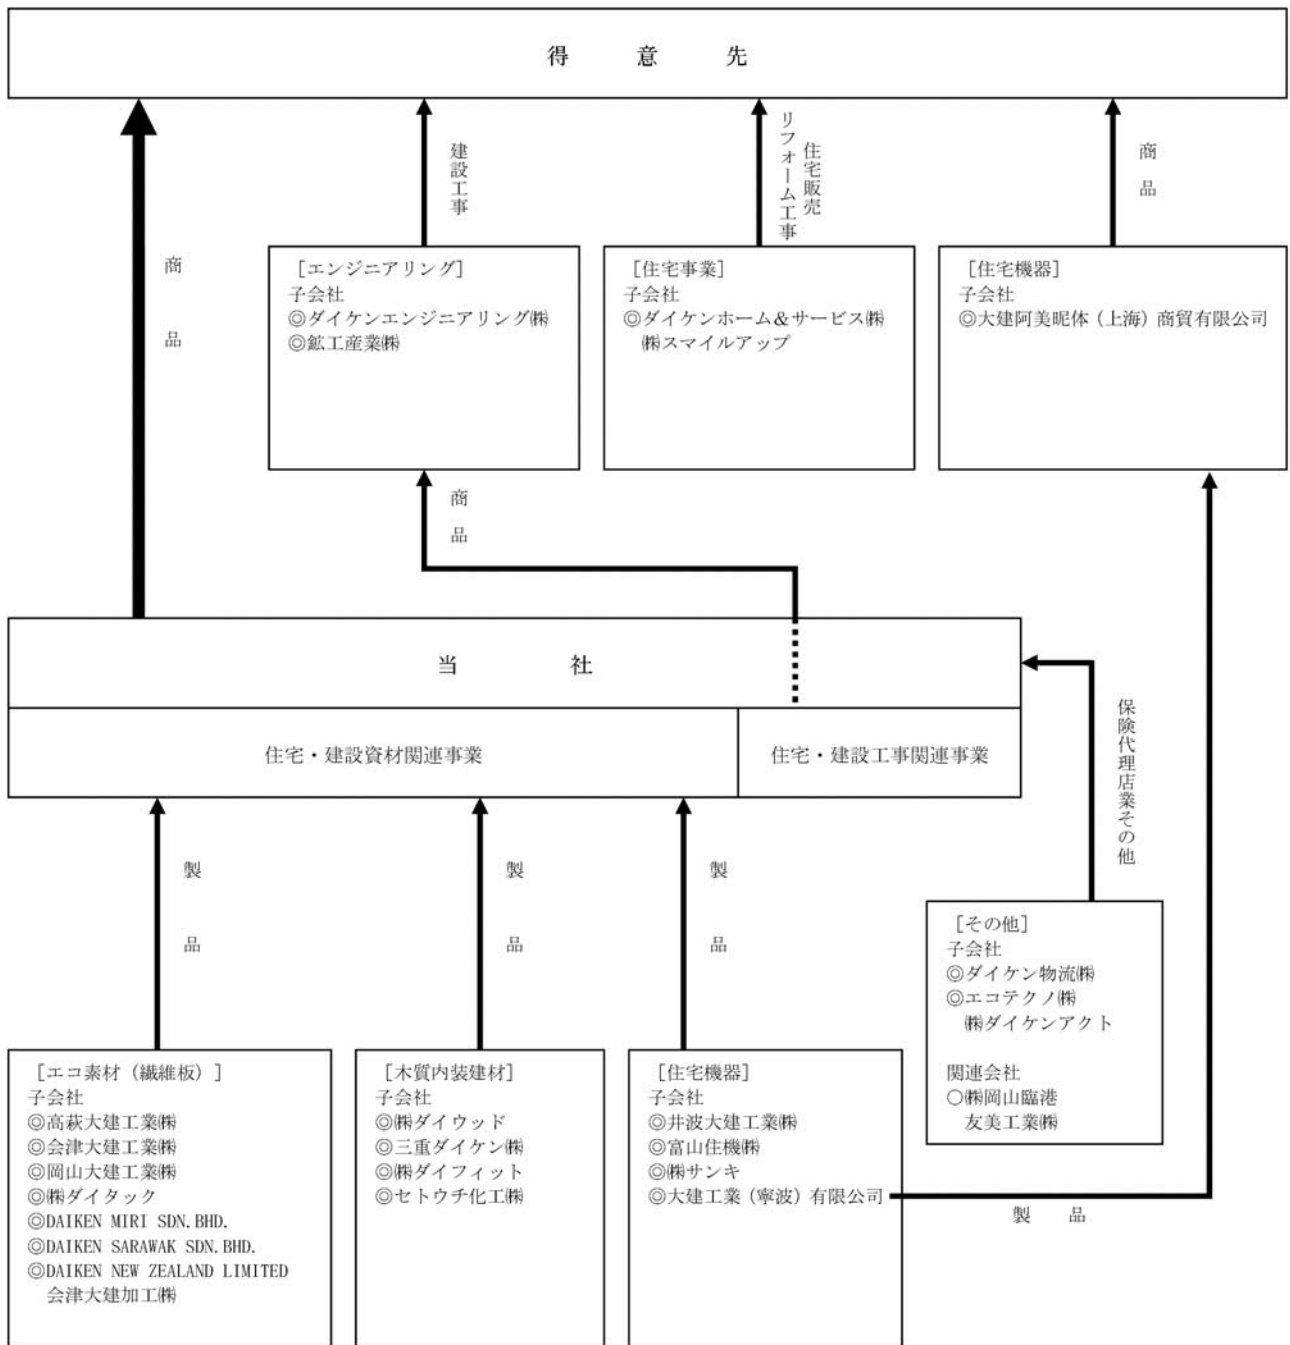 得意先
商品
建設工事
住宅販売
リフォーム工事
商品
［エンジニアリング］
子会社
◎ダイケンエンジニアリング㈱
◎鉱工産業㈱
［住宅事業］
子会社
◎ダイケンホーム＆サービス㈱
㈱スマイルアップ
［住宅機器］
子会社
◎大建阿美昵体（上海）商貿有限公司
商品
当社
住宅・建設資材関連事業
住宅・建設工事関連事業
保険代理店業その他
製品
製品
製品
［その他］
子会社
◎ダイケン物流㈱
◎エコテクノ㈱
㈱ダイケンアクト
関連会社
○㈱岡山臨港
友美工業㈱
［エコ素材（繊維板）］
子会社
◎高萩大建工業㈱
◎会津大建工業㈱
◎岡山大建工業㈱
◎㈱ダイタック
◎DAIKEN MIRI SDN.BHD.
◎DAIKEN SARAWAK SDN.BHD.
◎DAIKEN NEW ZEALAND LIMITED
会津大建加工㈱
［木質内装建材］
子会社
◎㈱ダイウッド
◎三重ダイケン㈱
◎㈱ダイフィット
◎セトウチ化工㈱
［住宅機器］
子会社
◎井波大建工業㈱
◎富山住機㈱
◎㈱サンキ
◎大建工業（寧波）有限公司
製品